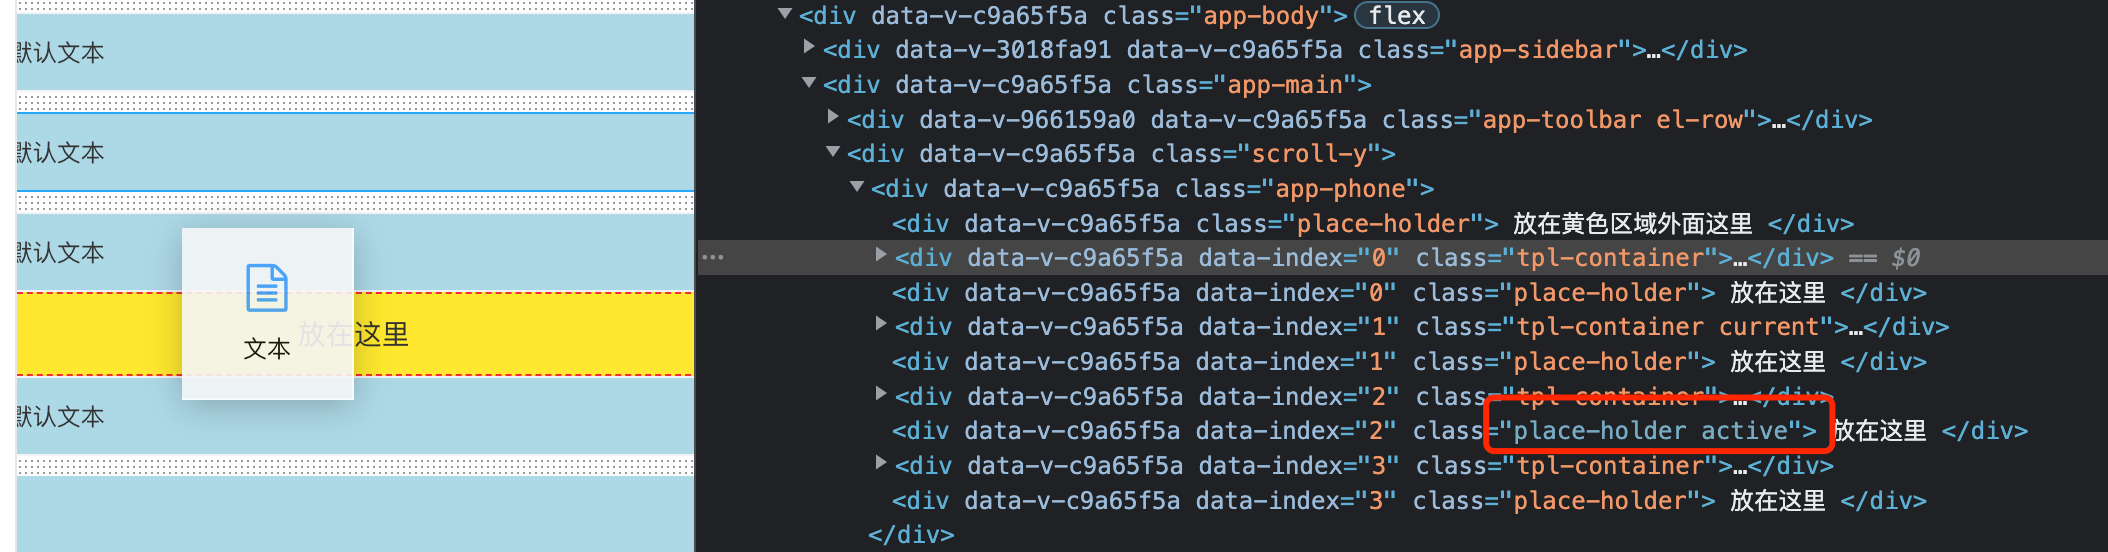 默认文本
默认文本
默认文本
文本
放在这里
默认文本
<div data-v-c9a65f5a class="app-body"> flex
<div data-v-3018fa91 data-v-c9a65f5a class="app-sidebar">…</div>
<div data-v-c9a65f5a class="app-main">
<div data-v-966159a0 data-v-c9a65f5a class="app-toolbar el-row">…</div>
<div data-v-c9a65f5a class="scroll-y">
<div data-v-c9a65f5a class="app-phone">
<div data-v-c9a65f5a class="place-holder"> 放在黄色区域外面这里 </div>
… <div data-v-c9a65f5a data-index="0" class="tpl-container">…</div> == $0
<div data-v-c9a65f5a data-index="0" class="place-holder"> 放在这里 </div>
<div data-v-c9a65f5a data-index="1" class="tpl-container current">…</div>
<div data-v-c9a65f5a data-index="1" class="place-holder"> 放在这里 </div>
<div data-v-c9a65f5a data-index="2" class="tpl-container">…</div>
<div data-v-c9a65f5a data-index="2" class="place-holder active"> 放在这里 </div>
<div data-v-c9a65f5a data-index="3" class="tpl-container">…</div>
<div data-v-c9a65f5a data-index="3" class="place-holder"> 放在这里 </div>
</div>